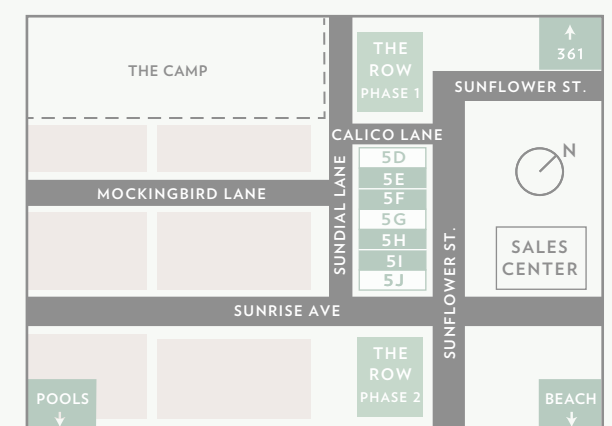 THE CAMP
THE
ROW
PHASE 1
361
SUNFLOWER ST.
CALICO LANE
5D
5E
5F
5G
5H
5I
5J
N
MOCKINGBIRD LANE
SUNDIAL LANE
SUNFLOWER ST.
SALES
CENTER
SUNRISE AVE
THE
ROW
PHASE 2
POOLS
BEACH